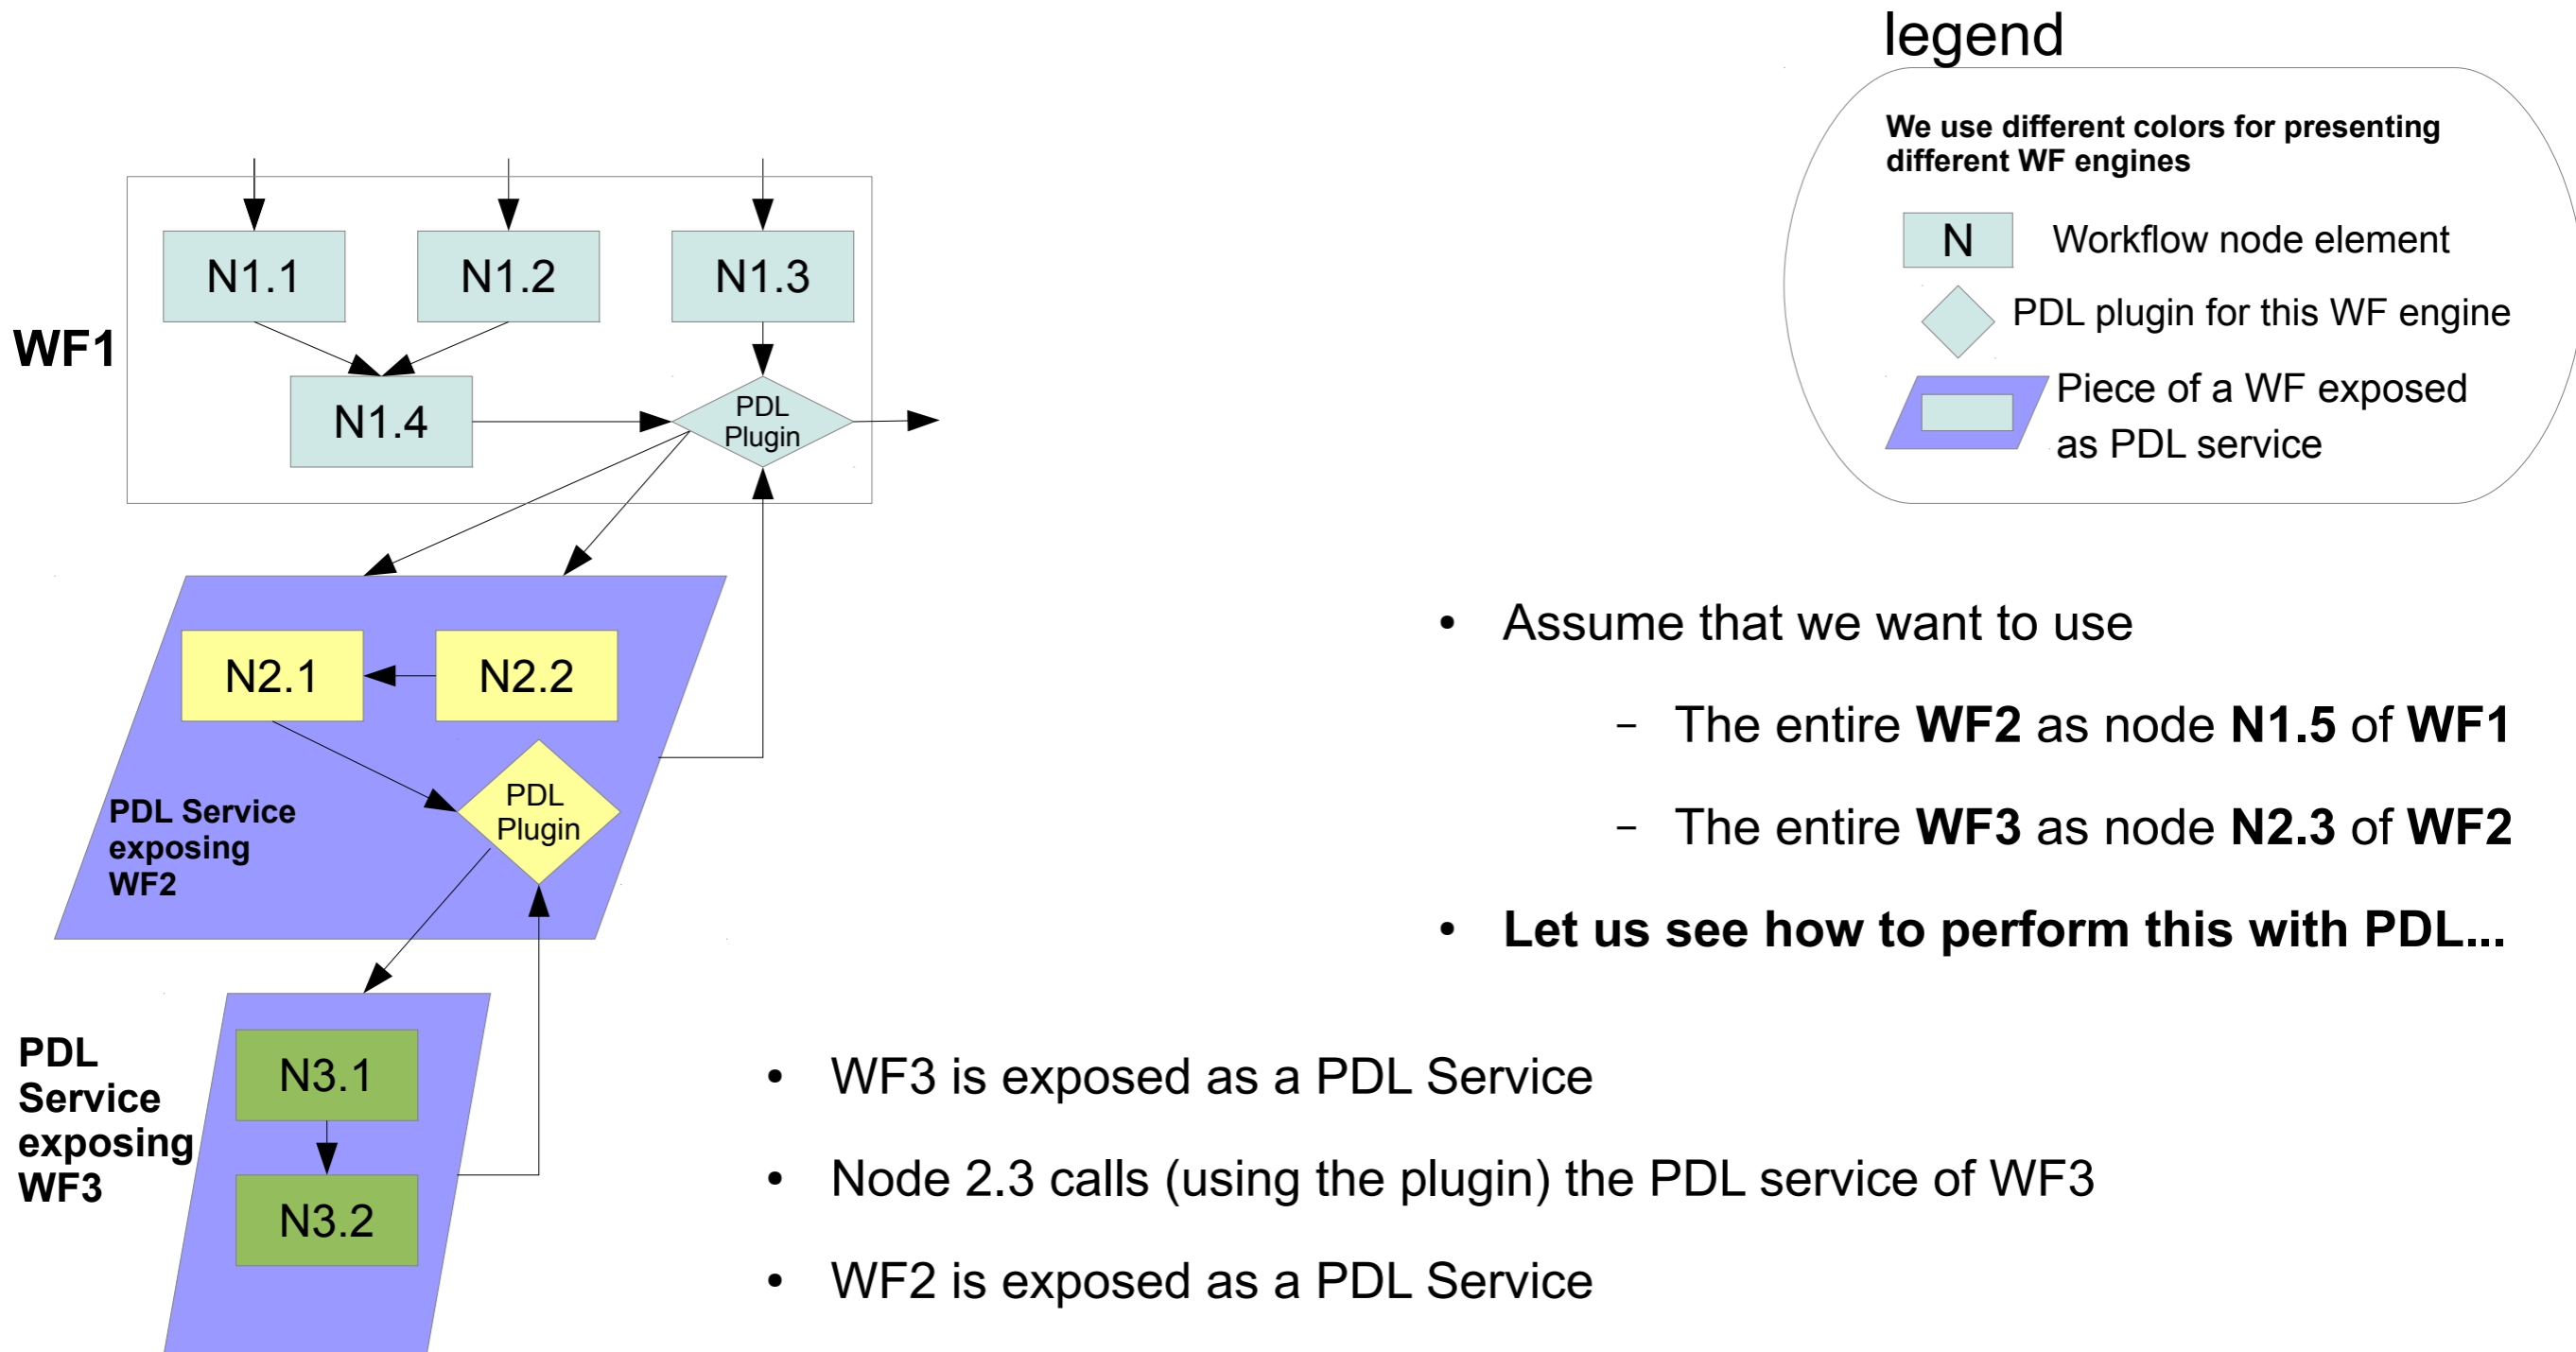 legend
We use different colors for presenting
different WF engines
N Workflow node element
PDL plugin for this WF engine
Piece of a WF exposed
as PDL service
WF1
N1.1 N1.2 N1.3
N1.4
PDL
Plugin
N2.1 N2.2
PDL
Plugin
PDL Service
exposing
WF2
PDL
Service
exposing
WF3
N3.1
N3.2
• Assume that we want to use
– The entire WF2 as node N1.5 of WF1
– The entire WF3 as node N2.3 of WF2
• Let us see how to perform this with PDL...
• WF3 is exposed as a PDL Service
• Node 2.3 calls (using the plugin) the PDL service of WF3
• WF2 is exposed as a PDL Service